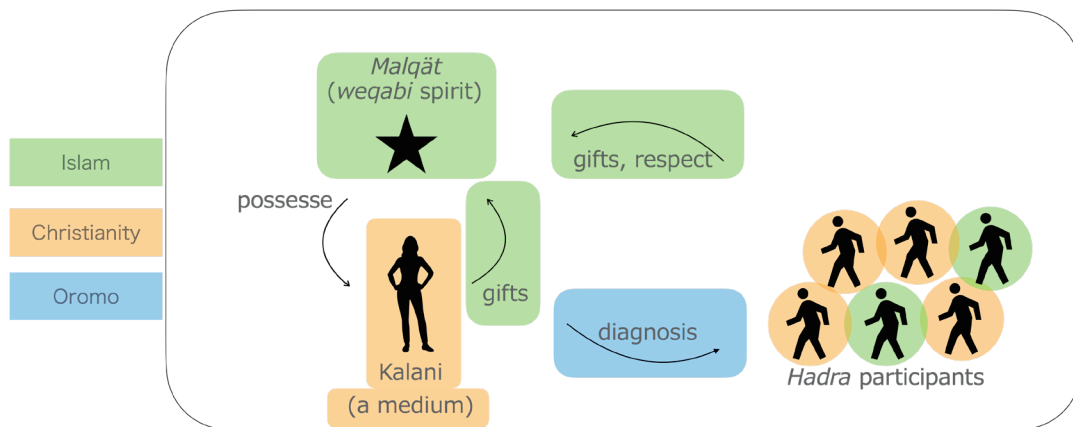 Malqät
(weqabi spirit)
gifts, respect
Islam
possesse
Christianity
gifts
Oromo
diagnosis
Kalani
(a medium)
Hadra participants